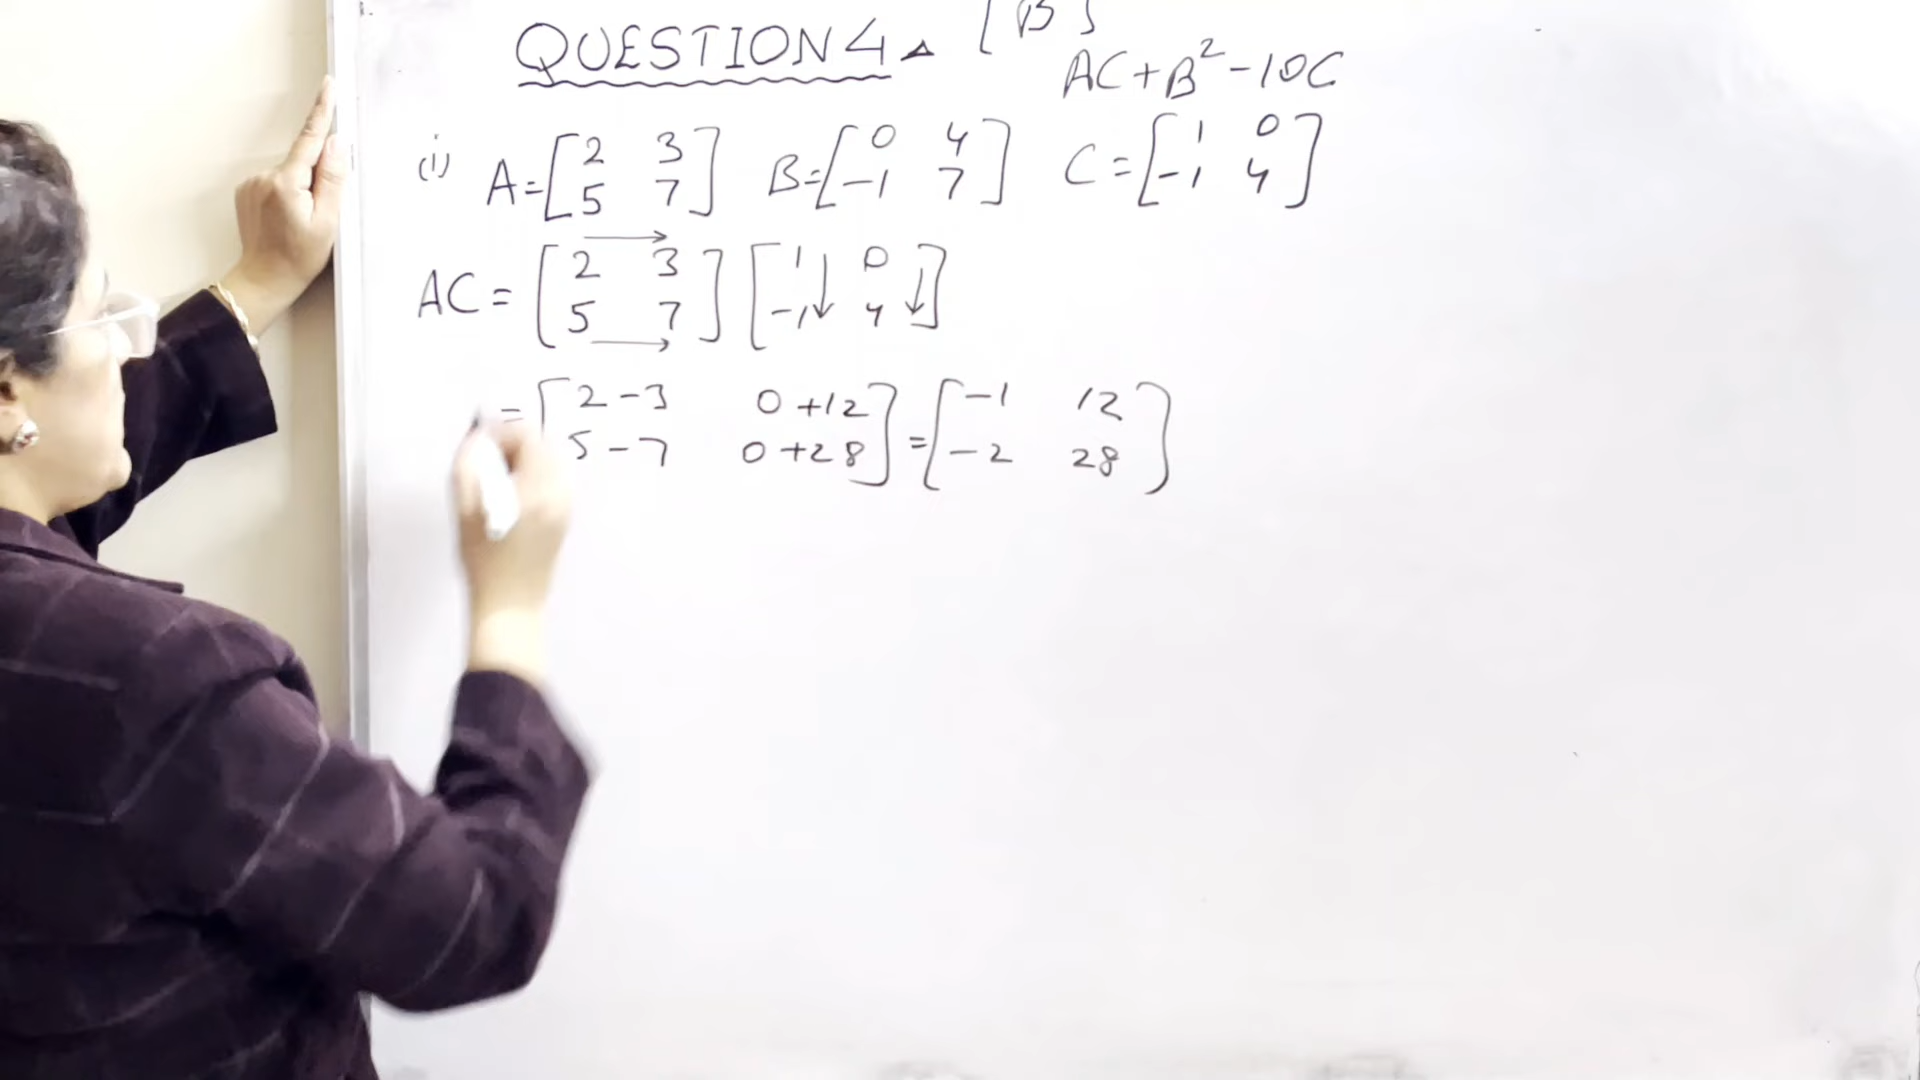 QUESTION 4 [B]
AC+B²-10C
(i) A=[2 3 5 7] B=[0 4 -1 7] C=[1 0 -1 4]
AC=[2 3 5 7] [1 0 -1 4]
=[2-3 0+12 5-7 0+28]=[-1 12 -2 28]